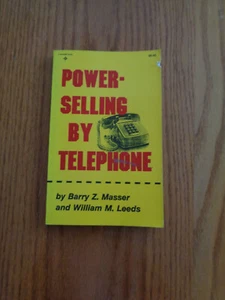 POWER-
SELLING
BY
TELEPHONE
by Barry Z. Masser
and William M. Leeds